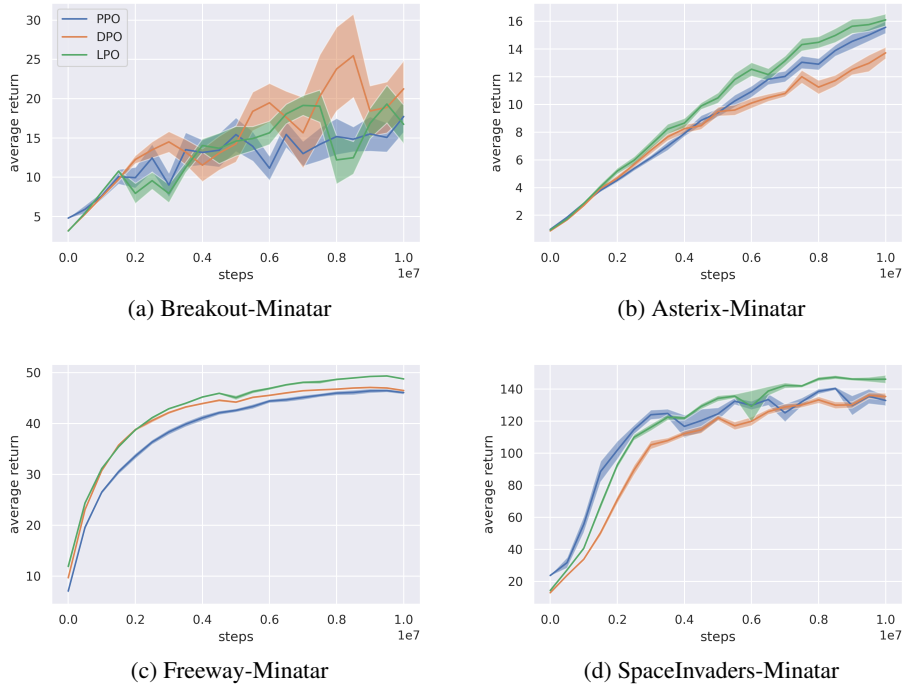 30
25
20
15
10
5
average return
PPO
DPO
LPO
0.0 0.2 0.4 0.6 0.8 1.0
1e7
steps
(a) Breakout-Minatar
16
14
12
10
8
6
4
2
average return
0.0 0.2 0.4 0.6 0.8 1.0
1e7
steps
(b) Asterix-Minatar
50
40
30
20
10
average return
0.0 0.2 0.4 0.6 0.8 1.0
1e7
steps
(c) Freeway-Minatar
140
120
100
80
60
40
20
average return
0.0 0.2 0.4 0.6 0.8 1.0
1e7
steps
(d) SpaceInvaders-Minatar